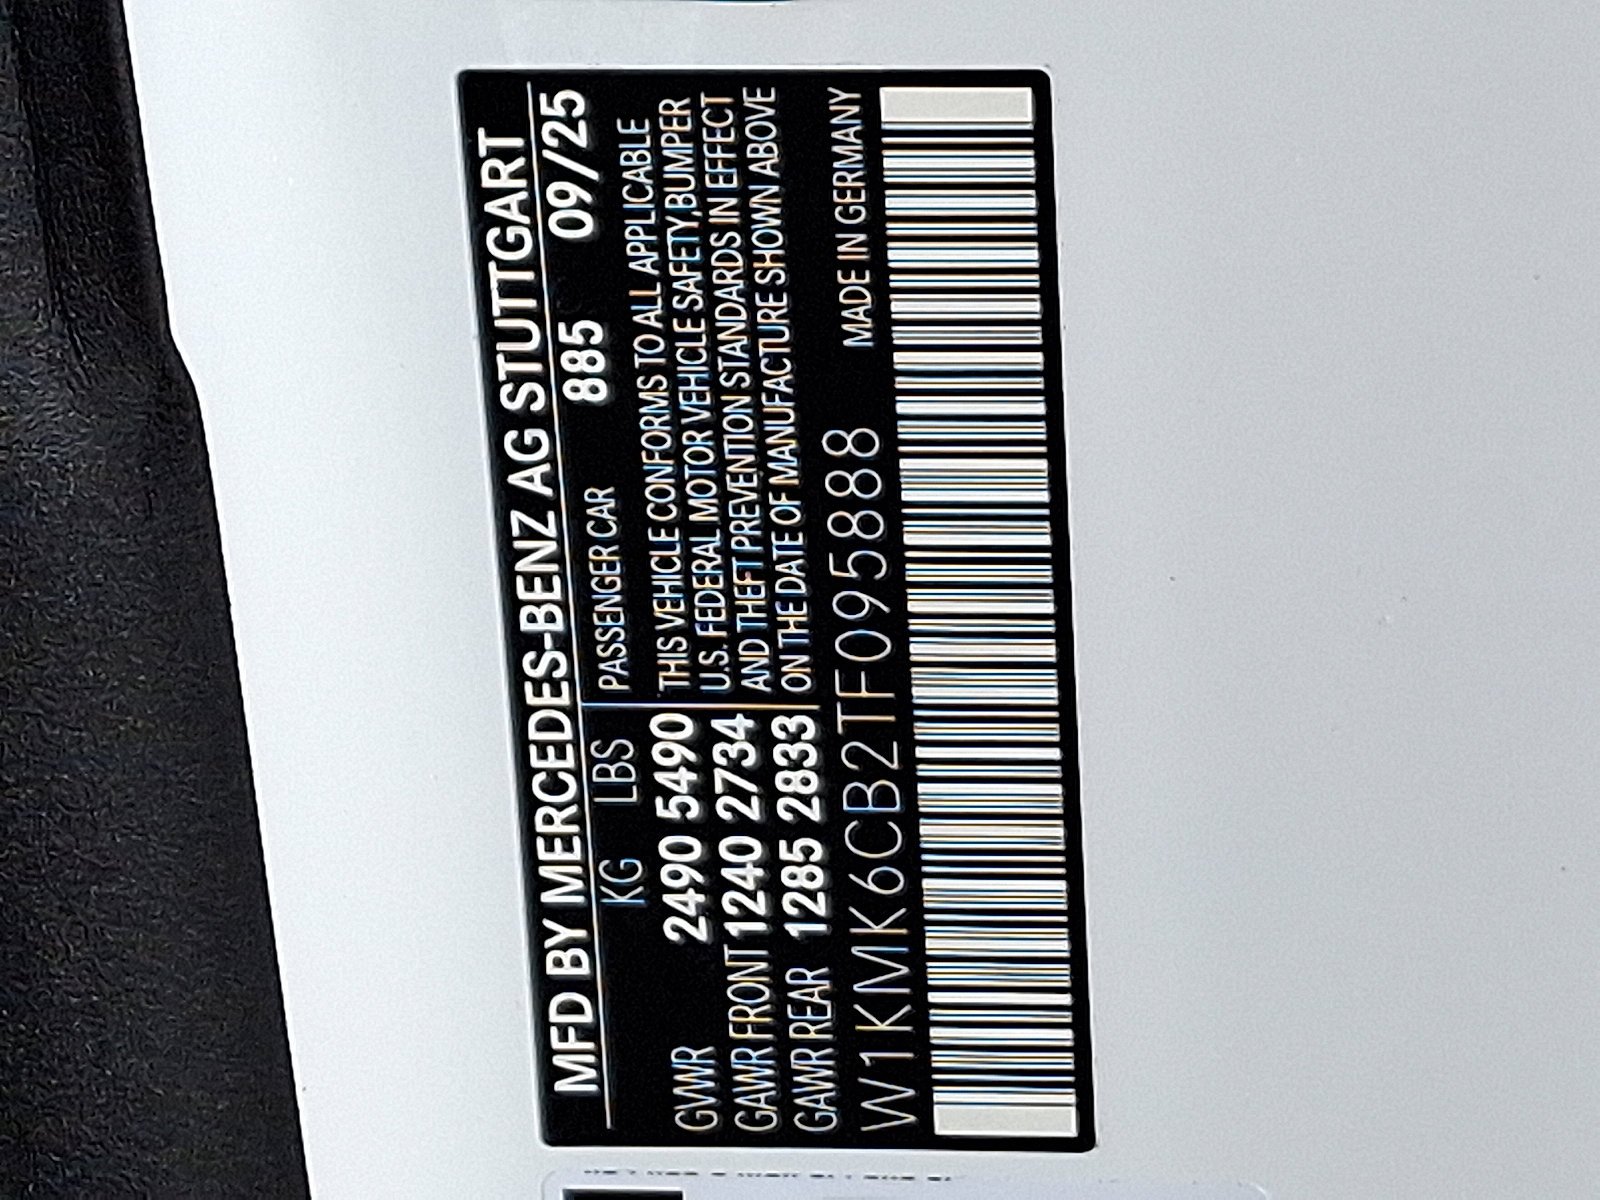 MFD BY MERCEDES-BENZ AG STUTTGART
KG LBS PASSENGER CAR 885 09/25
GVWR 2490 5490 THIS VEHICLE CONFORMS TO ALL APPLICABLE
U.S. FEDERAL MOTOR VEHICLE SAFETY,BUMPER
GAWR FRONT 1240 2734 AND THEFT PREVENTION STANDARDS IN EFFECT
GAWR REAR 1285 2833 ON THE DATE OF MANUFACTURE SHOWN ABOVE
W1KMK6CB2TF095888 MADE IN GERMANY